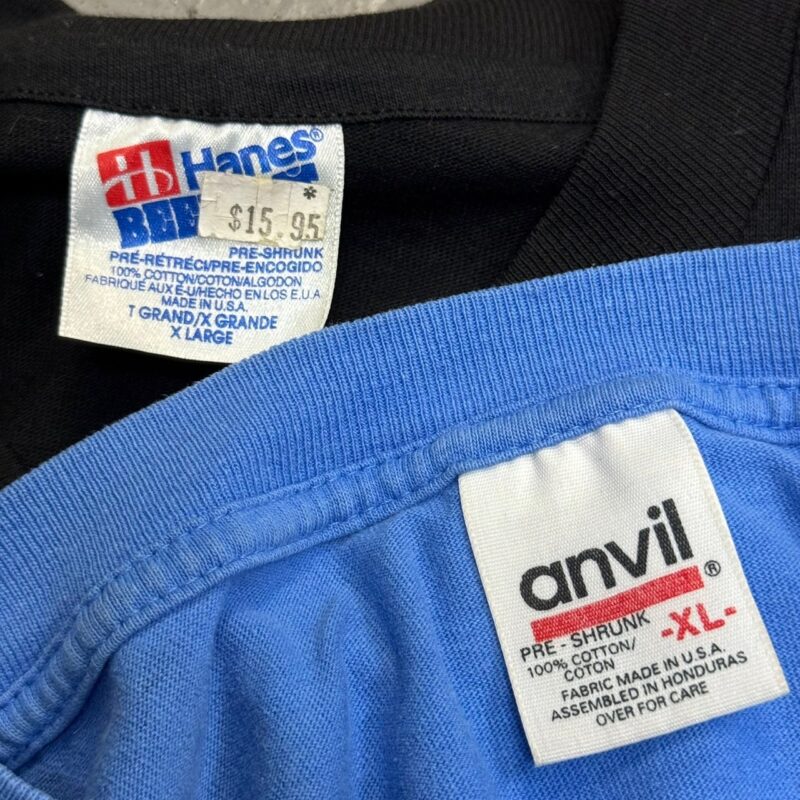 Hanes®
$15.95*
PRE-SHRUNK
PRÉ-RÉTRÉCI/PRE-ENCOGIDO
100% COTTON/COTON/ALGODON
FABRIQUE AUX É-U/HECHO EN LOS E.U.A.
MADE IN U.S.A.
T GRAND/X GRANDE
X LARGE
anvil®
PRE-SHRUNK -XL-
100% COTTON/
COTON
FABRIC MADE IN U.S.A.
ASSEMBLED IN HONDURAS
OVER FOR CARE